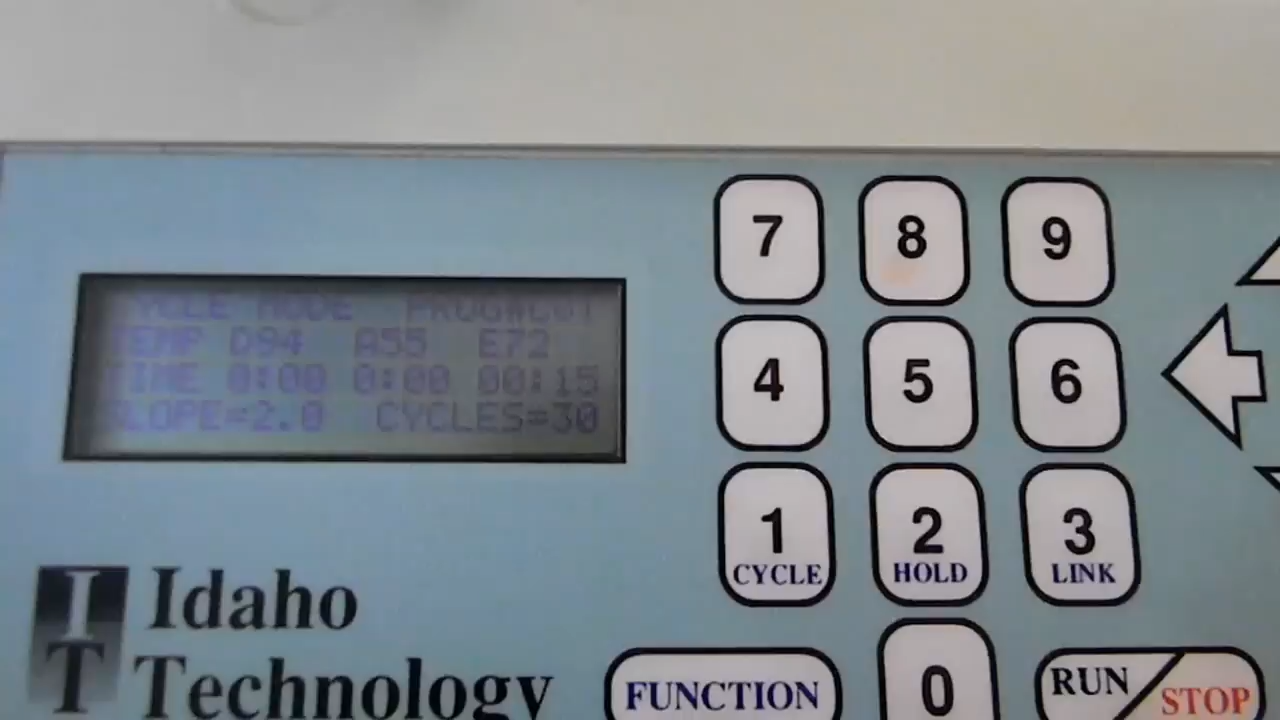 CYCLE MODE
TEMP D94 A55 E72
TIME 0:00 0:00 00:15
SLOPE=2.0 CYCLES=30
7 8 9
4 5 6
1 2 3
CYCLE HOLD LINK
IT Idaho
Technology
FUNCTION 0 RUN STOP